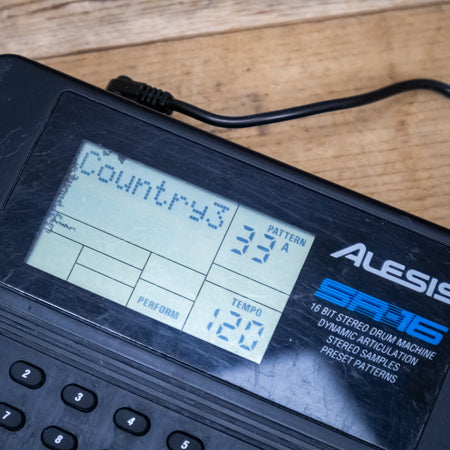 Country3
PATTERN
33 A
PERFORM
TEMPO
120
ALESIS
SR-16
16 BIT STEREO DRUM MACHINE
DYNAMIC ARTICULATION
STEREO SAMPLES
PRESET PATTERNS
2
3
4
5
7
8